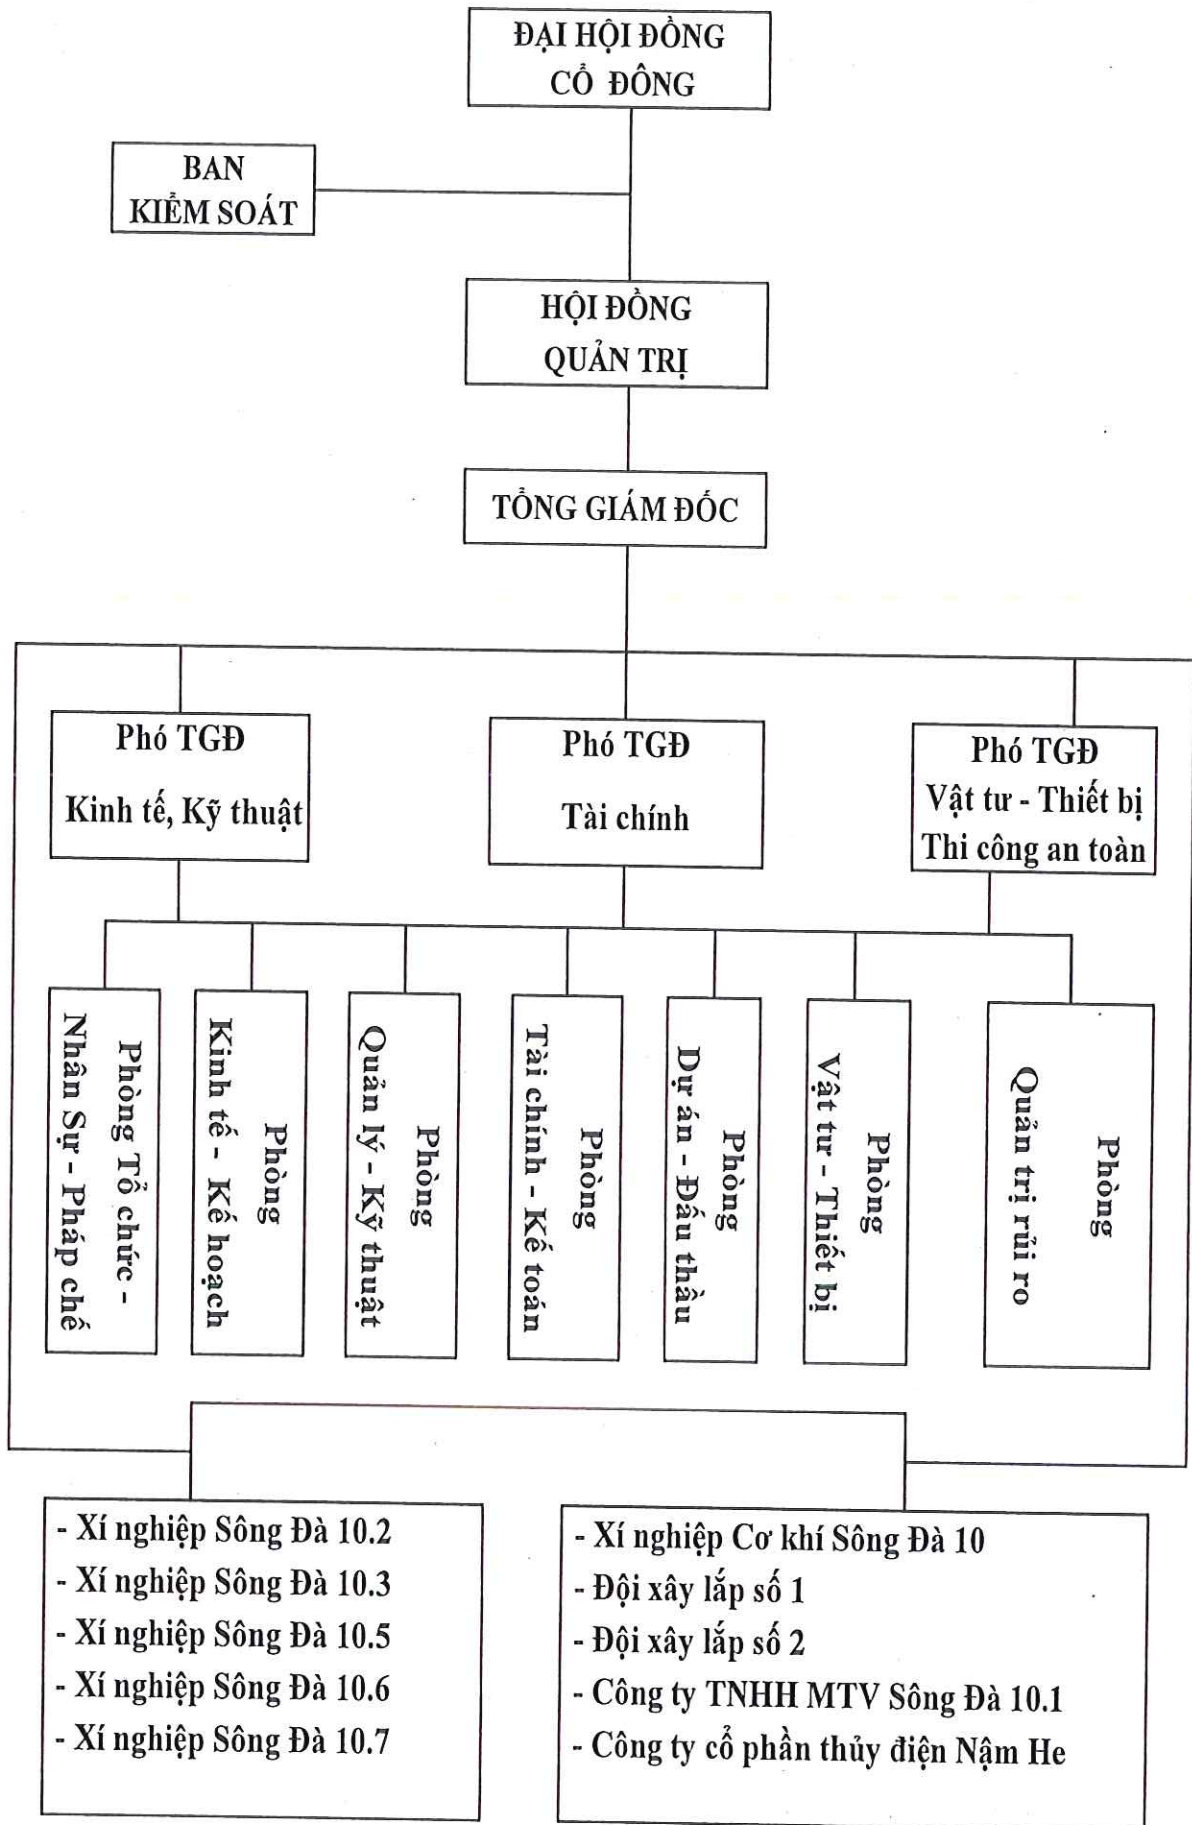 ĐẠI HỘI ĐỒNG
CỔ ĐÔNG
BAN
KIỂM SOÁT
HỘI ĐỒNG
QUẢN TRỊ
TỔNG GIÁM ĐỐC
Phó TGĐ
Kinh tế, Kỹ thuật
Phó TGĐ
Tài chính
Phó TGĐ
Vật tư - Thiết bị
Thi công an toàn
Phòng Tổ chức -
Nhân Sự - Pháp chế
Phòng
Kinh tế - Kế hoạch
Phòng
Quản lý - Kỹ thuật
Phòng
Tài chính - Kế toán
Phòng
Dự án - Đấu thầu
Phòng
Vật tư - Thiết bị
Phòng
Quản trị rủi ro
- Xí nghiệp Sông Đà 10.2
- Xí nghiệp Sông Đà 10.3
- Xí nghiệp Sông Đà 10.5
- Xí nghiệp Sông Đà 10.6
- Xí nghiệp Sông Đà 10.7
- Xí nghiệp Cơ khí Sông Đà 10
- Đội xây lắp số 1
- Đội xây lắp số 2
- Công ty TNHH MTV Sông Đà 10.1
- Công ty cổ phần thủy điện Nậm He